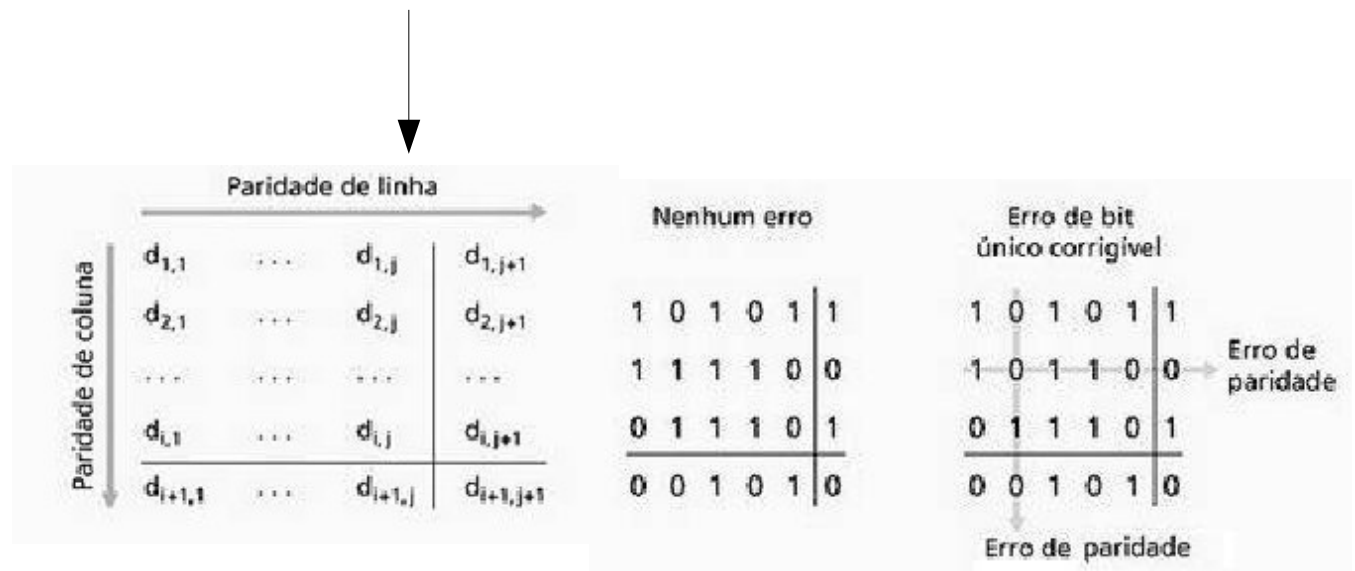 Paridade de linha
Paridade de coluna
d1,1 .... d1,j d1,j+1
d2,1 ... d2,j d2,j+1
... ... ... ...
di,1 ... di,j di,j+1
di+1,1 ... di+1,j di+1,j+1
Nenhum erro
1 0 1 0 1 1
1 1 1 1 0 0
0 1 1 1 0 1
0 0 1 0 1 0
Erro de bit
único corrigível
1 0 1 0 1 1
1 0 1 1 0 0
0 1 1 1 0 1
0 0 1 0 1 0
Erro de
paridade
Erro de paridade